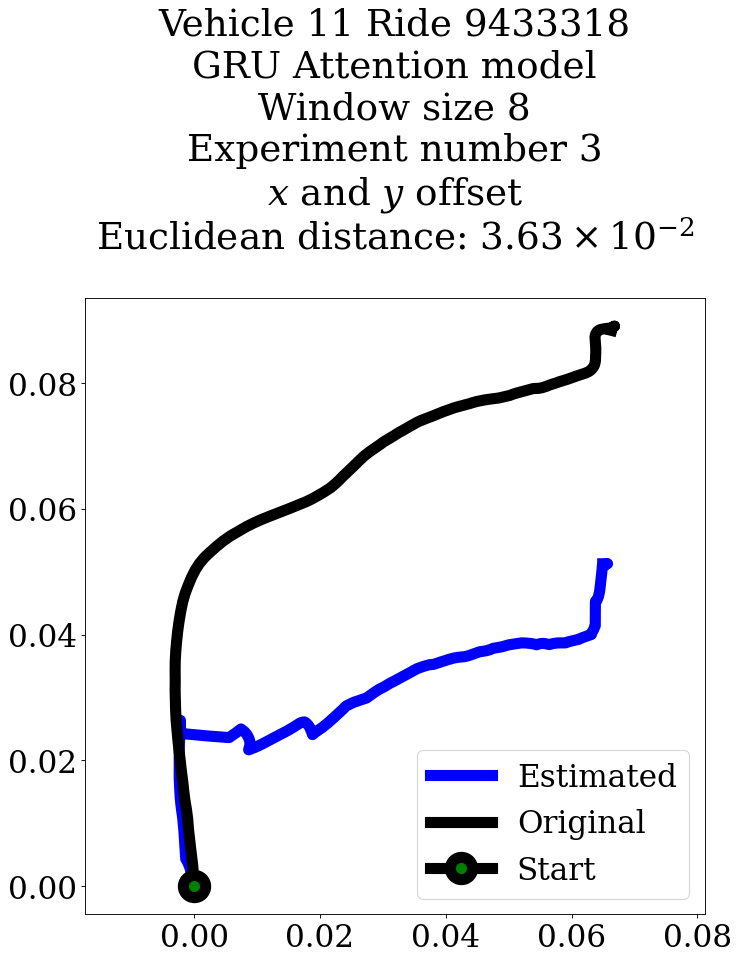 Vehicle 11 Ride 9433318
GRU Attention model
Window size 8
Experiment number 3
x and y offset
Euclidean distance: 3.63 × 10⁻²
0.08
0.06
0.04
0.02
0.00
Estimated
Original
Start
0.00 0.02 0.04 0.06 0.08